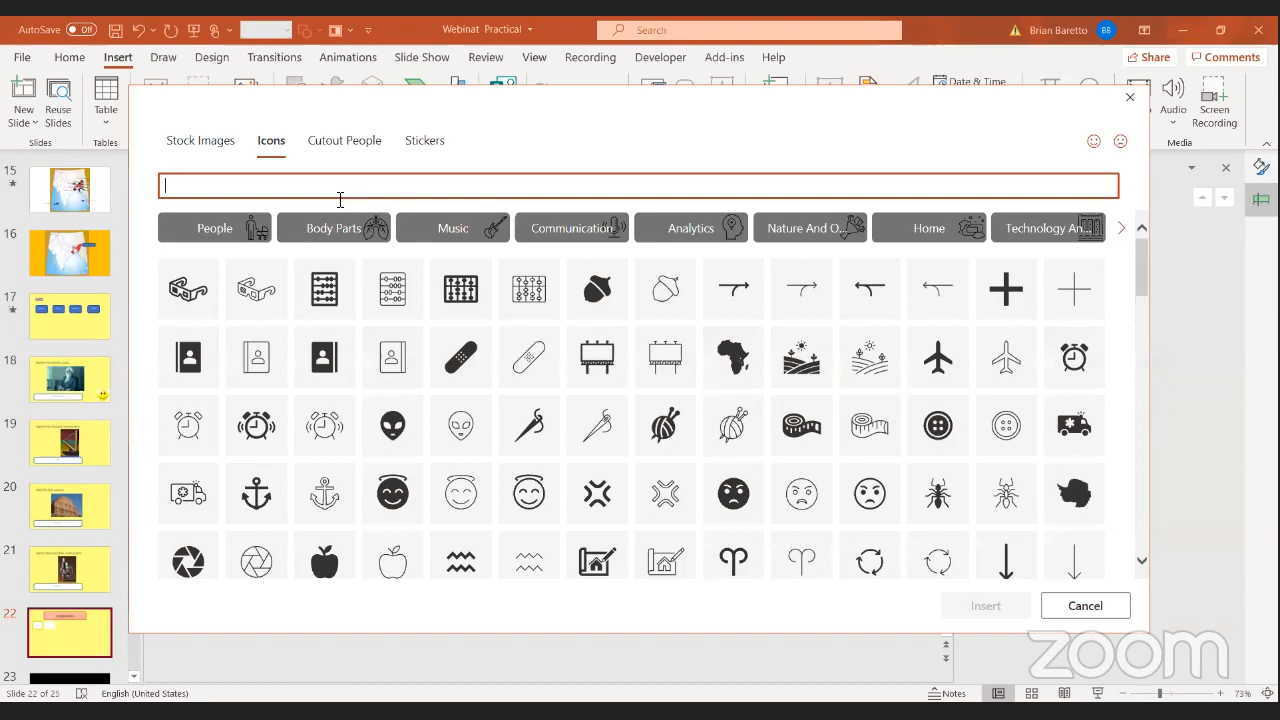 AutoSave Off
Webinat Practical
Search
Brian Baretto BB
File Home Insert Draw Design Transitions Animations Review View Recording Developer Add-ins Help
Share Comments
New Slide
Reuse Slides
Table
Date & Time
Audio
Screen Recording
Slides
Tables
Media
Stock Images Icons Cutout People Stickers
People Body Parts Music Communication Analytics Nature And O... Home Technology An...
15
16
17
18
19
20
21
22
23
Insert Cancel
zoom
Slide 22 of 25 English (United States) Notes 73%